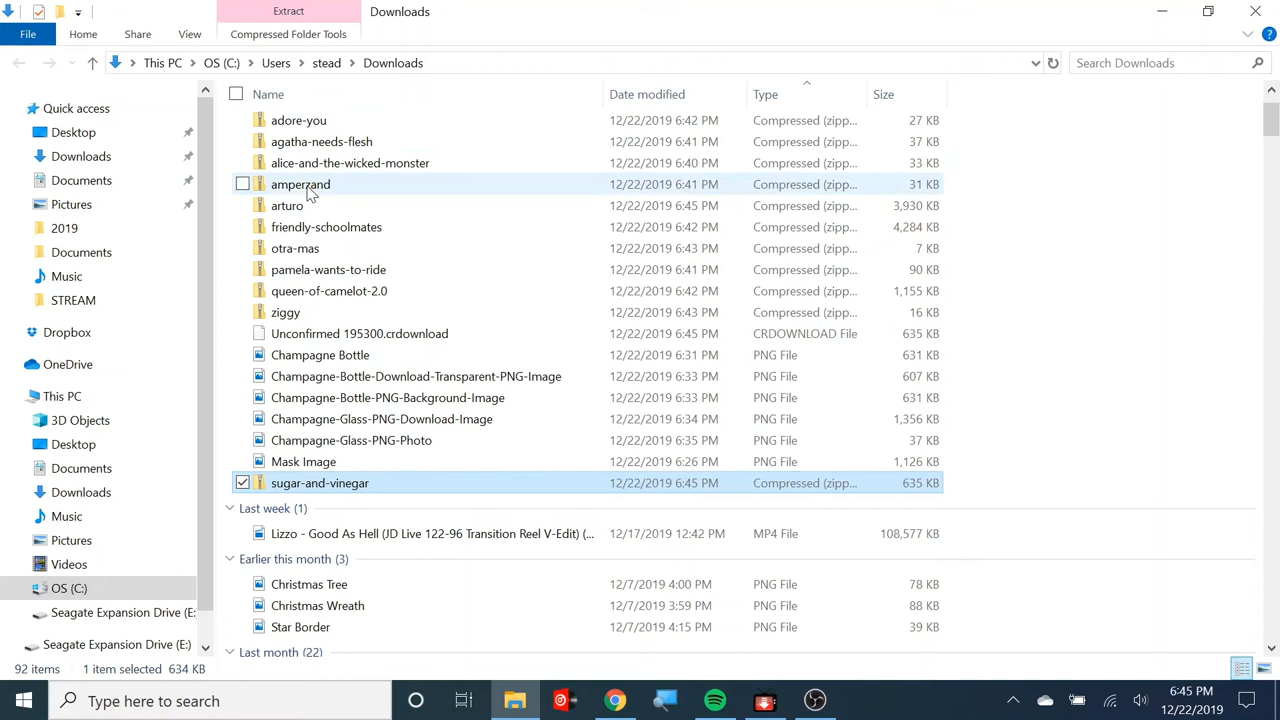 Extract
Downloads
File
Home
Share
View
Compressed Folder Tools
This PC
OS (C:)
Users
stead
Downloads
Search Downloads
Name
Date modified
Type
Size
adore-you 12/22/2019 6:42 PM Compressed (zipp... 27 KB
agatha-needs-flesh 12/22/2019 6:41 PM Compressed (zipp... 37 KB
alice-and-the-wicked-monster 12/22/2019 6:40 PM Compressed (zipp... 33 KB
amperzand 12/22/2019 6:41 PM Compressed (zipp... 31 KB
arturo 12/22/2019 6:45 PM Compressed (zipp... 3,930 KB
friendly-schoolmates 12/22/2019 6:42 PM Compressed (zipp... 4,284 KB
otra-mas 12/22/2019 6:43 PM Compressed (zipp... 7 KB
pamela-wants-to-ride 12/22/2019 6:41 PM Compressed (zipp... 90 KB
queen-of-camelot-2.0 12/22/2019 6:42 PM Compressed (zipp... 1,155 KB
ziggy 12/22/2019 6:43 PM Compressed (zipp... 16 KB
Unconfirmed 195300.crdownload 12/22/2019 6:45 PM CRDOWNLOAD File 635 KB
Champagne Bottle 12/22/2019 6:31 PM PNG File 631 KB
Champagne-Bottle-Download-Transparent-PNG-Image 12/22/2019 6:33 PM PNG File 607 KB
Champagne-Bottle-PNG-Background-Image 12/22/2019 6:33 PM PNG File 631 KB
Champagne-Glass-PNG-Download-Image 12/22/2019 6:34 PM PNG File 1,356 KB
Champagne-Glass-PNG-Photo 12/22/2019 6:35 PM PNG File 37 KB
Mask Image 12/22/2019 6:26 PM PNG File 1,126 KB
sugar-and-vinegar 12/22/2019 6:45 PM Compressed (zipp... 635 KB
Last week (1)
Lizzo - Good As Hell (JD Live 122-96 Transition Reel V-Edit) (... 12/17/2019 12:42 PM MP4 File 108,577 KB
Earlier this month (3)
Christmas Tree 12/7/2019 4:00 PM PNG File 78 KB
Christmas Wreath 12/7/2019 3:59 PM PNG File 88 KB
Star Border 12/7/2019 4:15 PM PNG File 39 KB
Last month (22)
Quick access
Desktop
Downloads
Documents
Pictures
2019
Documents
Music
STREAM
Dropbox
OneDrive
This PC
3D Objects
Desktop
Documents
Downloads
Music
Pictures
Videos
OS (C:)
Seagate Expansion Drive (E:
Seagate Expansion Drive (E:)
92 items 1 item selected 634 KB
Type here to search
6:45 PM
12/22/2019